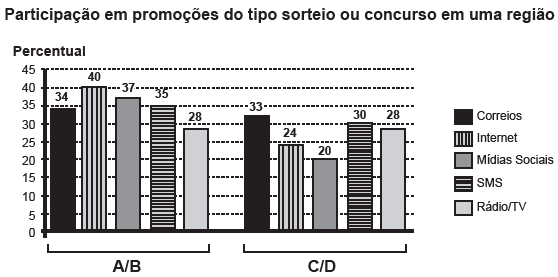 Participação em promoções do tipo sorteio ou concurso em uma região
Percentual
45
40
35
30
25
20
15
10
5
0
34
40
37
35
28
33
24
20
30
28
A/B
C/D
Correios
Internet
Mídias Sociais
SMS
Rádio/TV